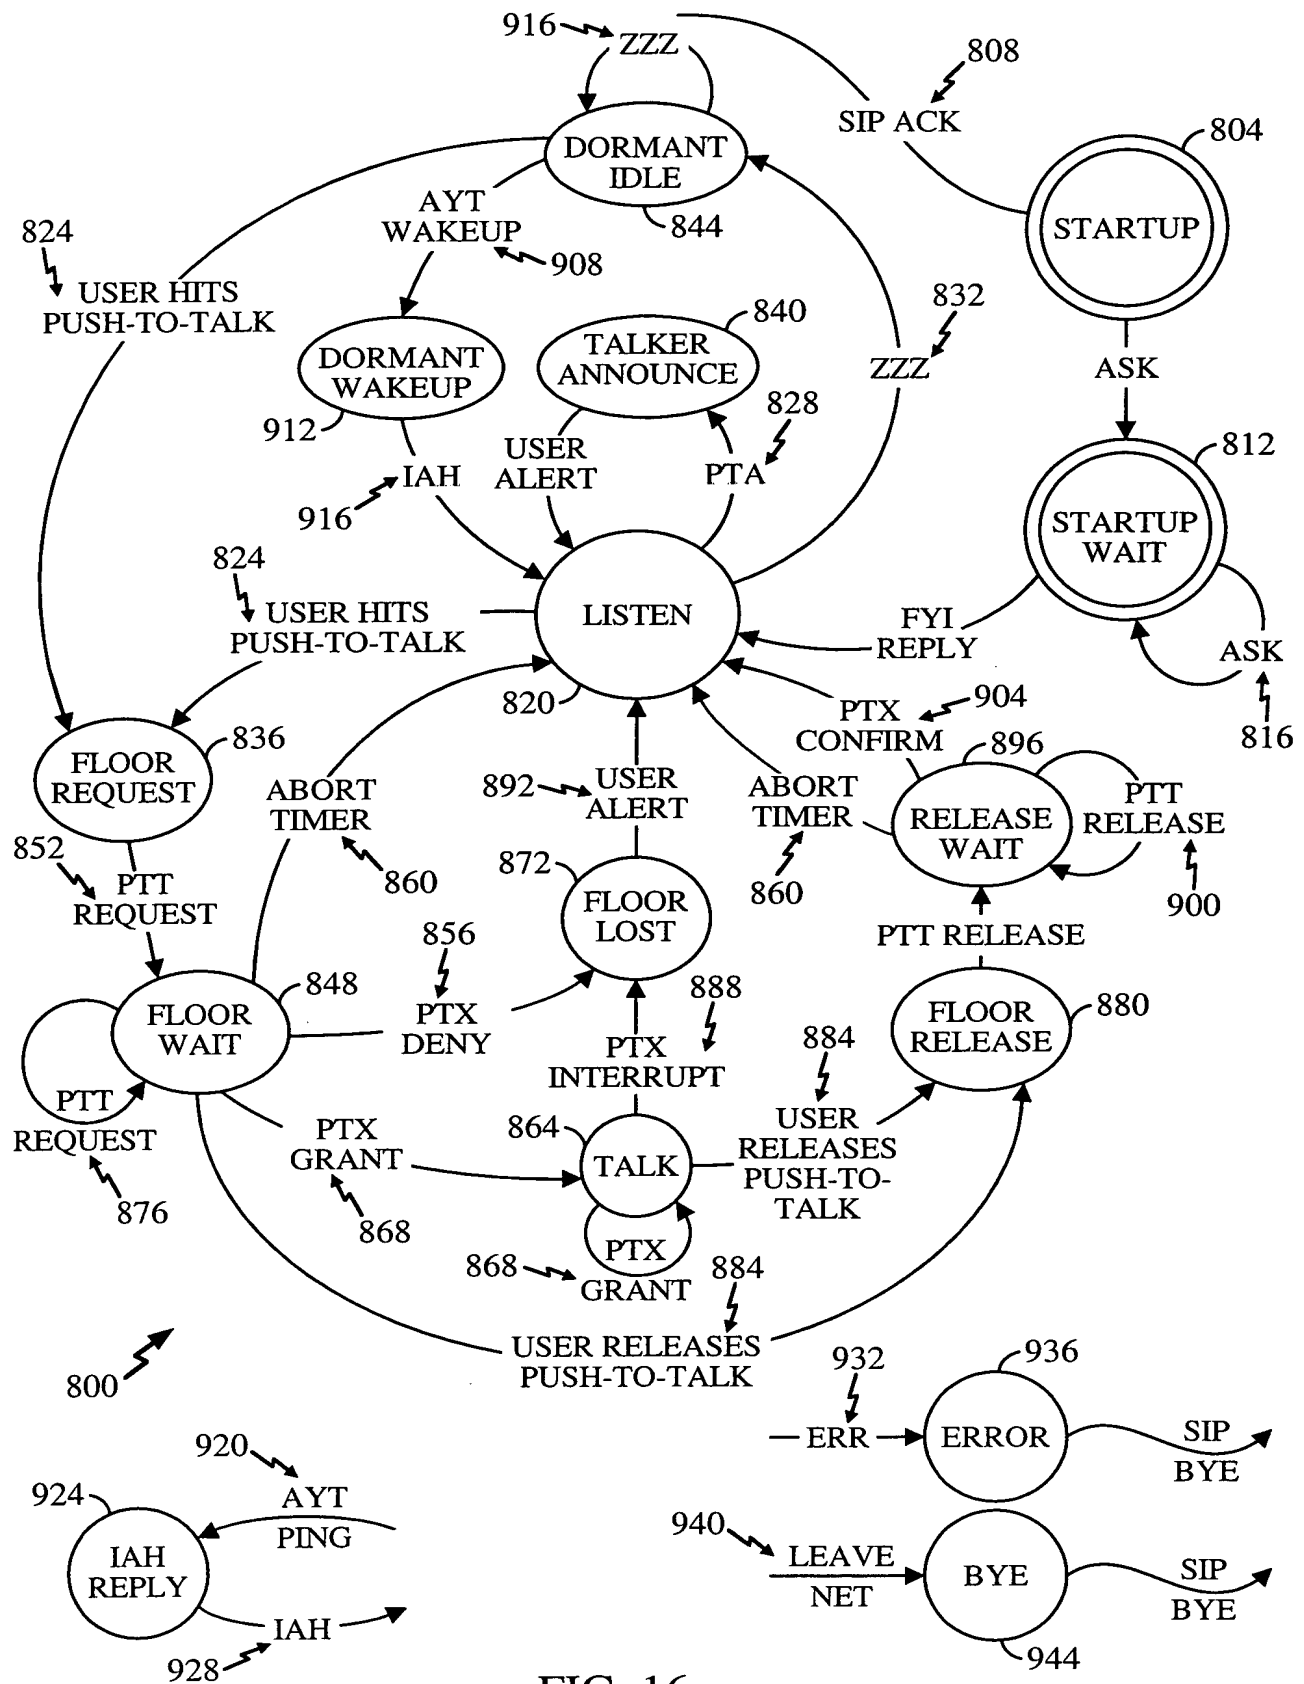 916
ZZZ
808
SIP ACK
804
DORMANT
IDLE
STARTUP
844
AYT
WAKEUP
908
824
USER HITS
PUSH-TO-TALK
832
840
TALKER
ANNOUNCE
DORMANT
WAKEUP
ZZZ
ASK
912
828
812
USER
ALERT
PTA
IAH
916
STARTUP
WAIT
824
USER HITS
PUSH-TO-TALK
LISTEN
FYI
REPLY
ASK
820
904
816
PTX
CONFIRM
836
FLOOR
REQUEST
896
892
USER
ALERT
ABORT
TIMER
ABORT
TIMER
PTT
RELEASE
RELEASE
WAIT
852
860
872
860
900
PTT
REQUEST
FLOOR
LOST
856
PTT RELEASE
848
888
FLOOR
WAIT
PTX
DENY
FLOOR
RELEASE
880
884
PTX
INTERRUPT
PTT
REQUEST
864
USER
RELEASES
PUSH-TO-
TALK
PTX
GRANT
TALK
876
868
PTX
GRANT
868
884
USER RELEASES
PUSH-TO-TALK
800
932
936
ERR
ERROR
SIP
BYE
920
924
AYT
PING
940
LEAVE
NET
BYE
SIP
BYE
IAH
REPLY
IAH
928
944
FIG. 16